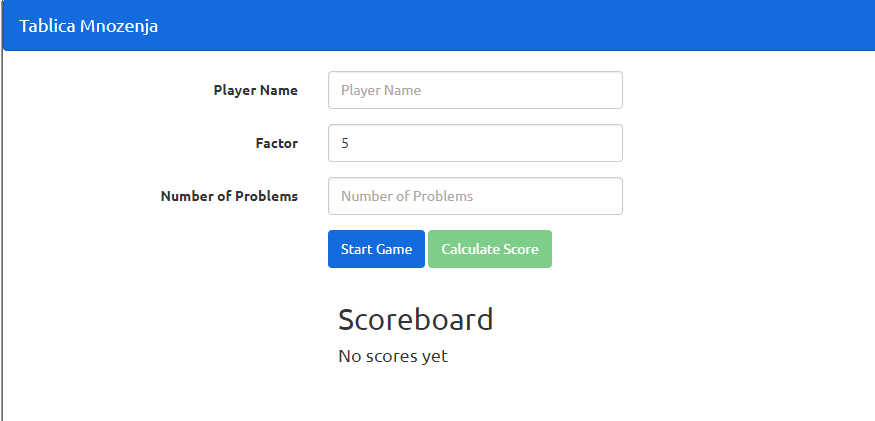 Tablica Mnozenja
Player Name Player Name
Factor 5
Number of Problems Number of Problems
Start Game Calculate Score
Scoreboard
No scores yet